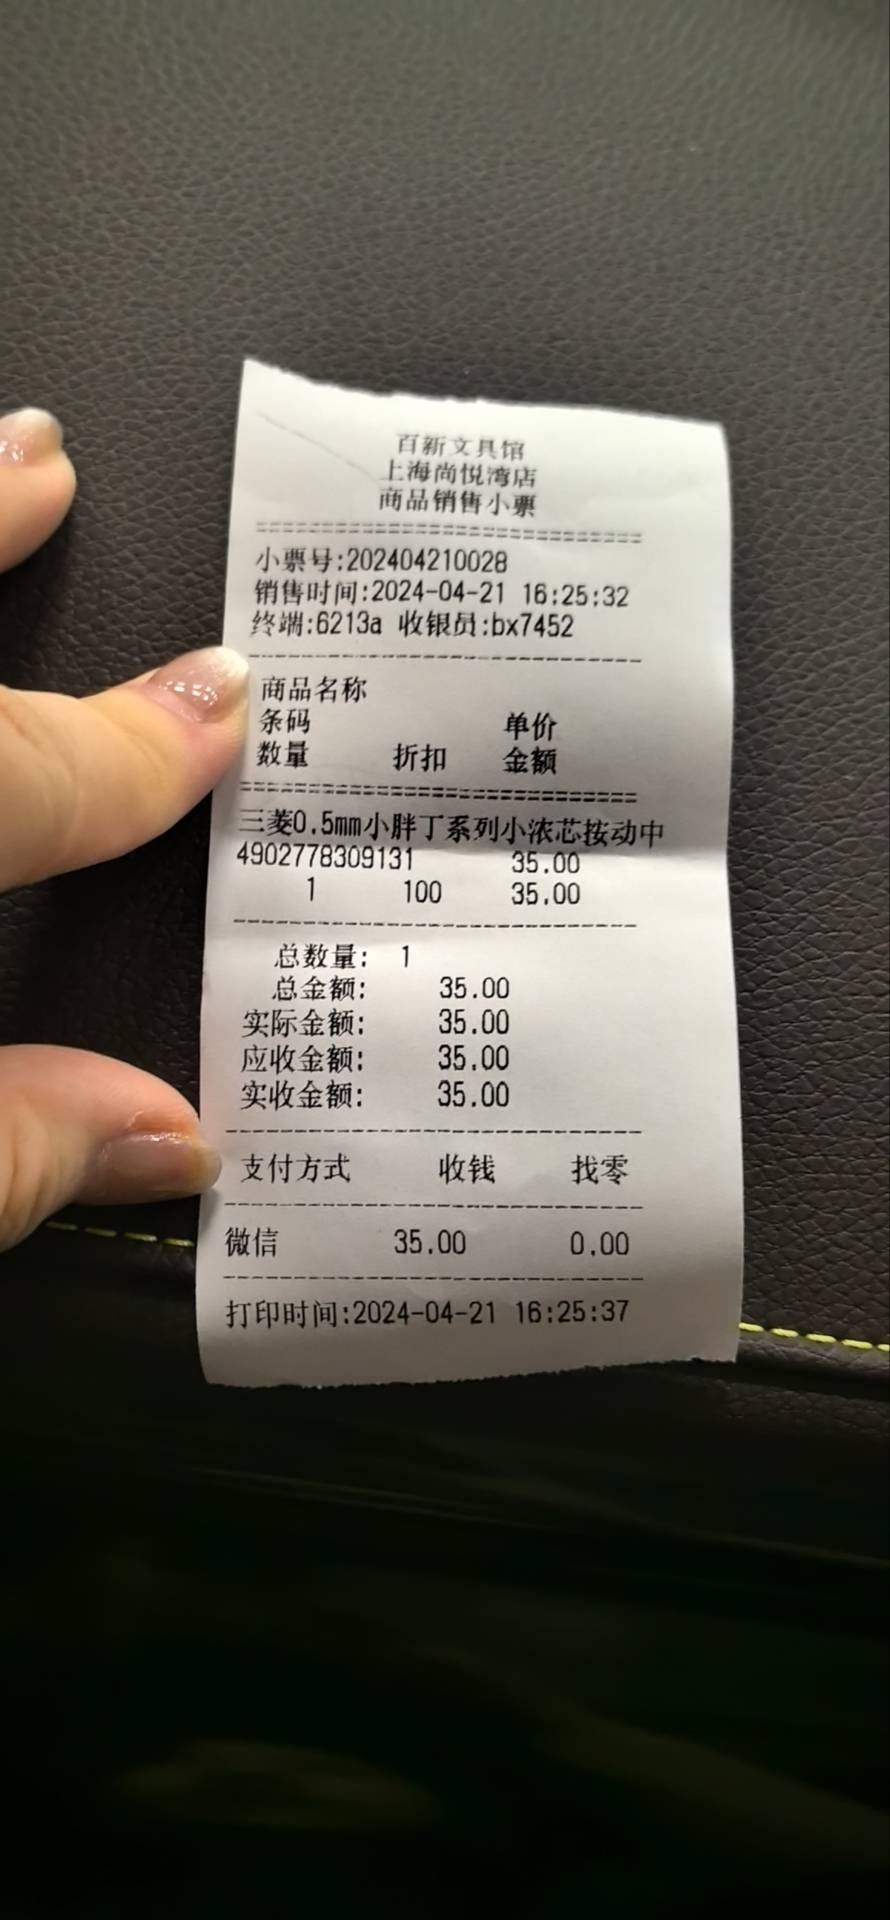 百新文具馆
上海尚悦湾店
商品销售小票
小票号:202404210028
销售时间:2024-04-21 16:25:32
终端:6213a 收银员:bx7452
商品名称
条码 单价
数量 折扣 金额
三菱0.5mm小胖丁系列小浓芯按动中
4902778309131 35.00
1 100 35.00
总数量: 1
总金额: 35.00
实际金额: 35.00
应收金额: 35.00
实收金额: 35.00
支付方式 收钱 找零
微信 35.00 0.00
打印时间:2024-04-21 16:25:37